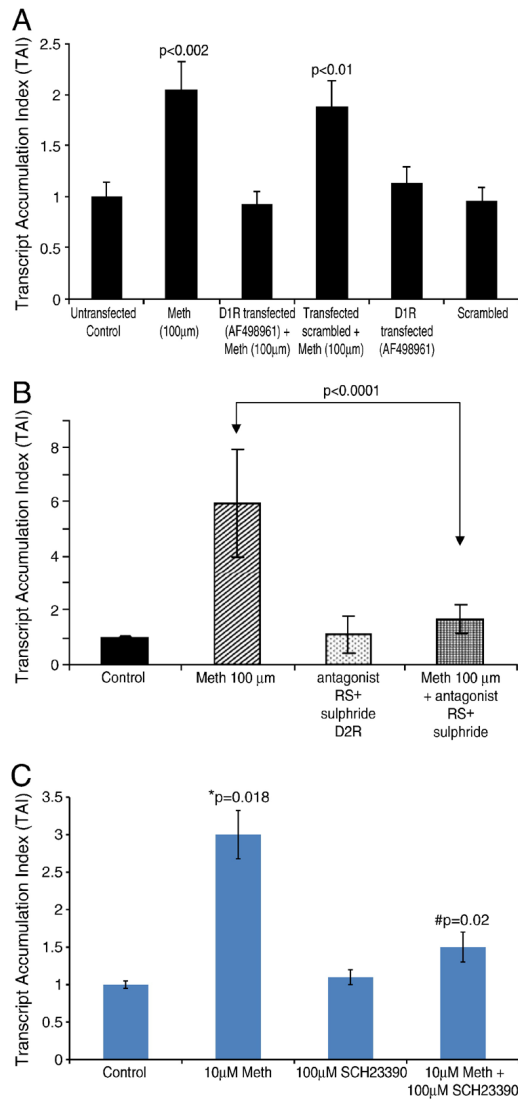 A
Transcript Accumulation Index (TAI)
2.5
2
1.5
1
0.5
0
p<0.002
p<0.01
Untransfected
Control
Meth
(100µm)
D1R transfected
(AF498961) +
Meth (100µm)
Transfected
scrambled +
Meth (100µm)
D1R
transfected
(AF498961)
Scrambled
B
Transcript Accumulation Index (TAI)
p<0.0001
8
6
4
2
1
0
Control
Meth 100 µm
antagonist
RS+
sulphride
D2R
Meth 100 µm
+ antagonist
RS+
sulphride
C
Transcript Accumulation Index (TAI)
3.5
3
2.5
2
1.5
1
0.5
0
*p=0.018
#p=0.02
Control
10µM Meth
100µM SCH23390
10µM Meth +
100µM SCH23390